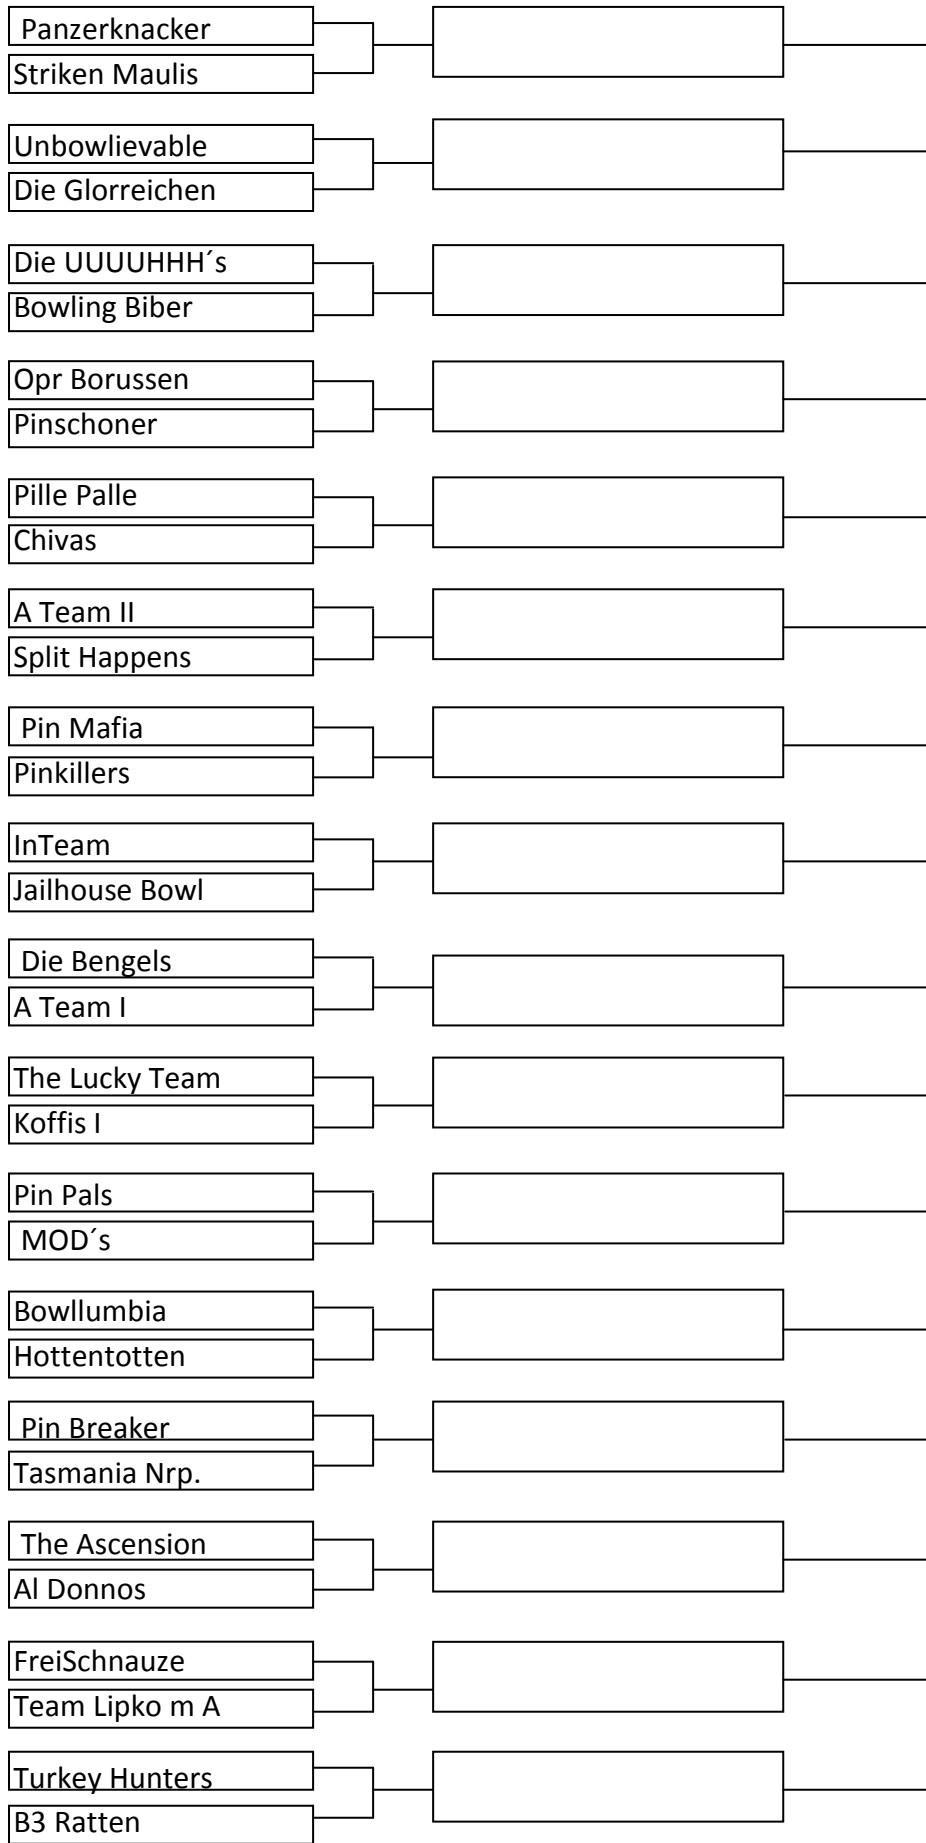 Panzerknacker
Striken Maulis
Unbowlievable
Die Glorreichen
Die UUUUHHH´s
Bowling Biber
Opr Borussen
Pinschoner
Pille Palle
Chivas
A Team II
Split Happens
Pin Mafia
Pinkillers
InTeam
Jailhouse Bowl
Die Bengels
A Team I
The Lucky Team
Koffis I
Pin Pals
MOD´s
Bowllumbia
Hottentotten
Pin Breaker
Tasmania Nrp.
The Ascension
Al Donnos
FreiSchnauze
Team Lipko m A
Turkey Hunters
B3 Ratten